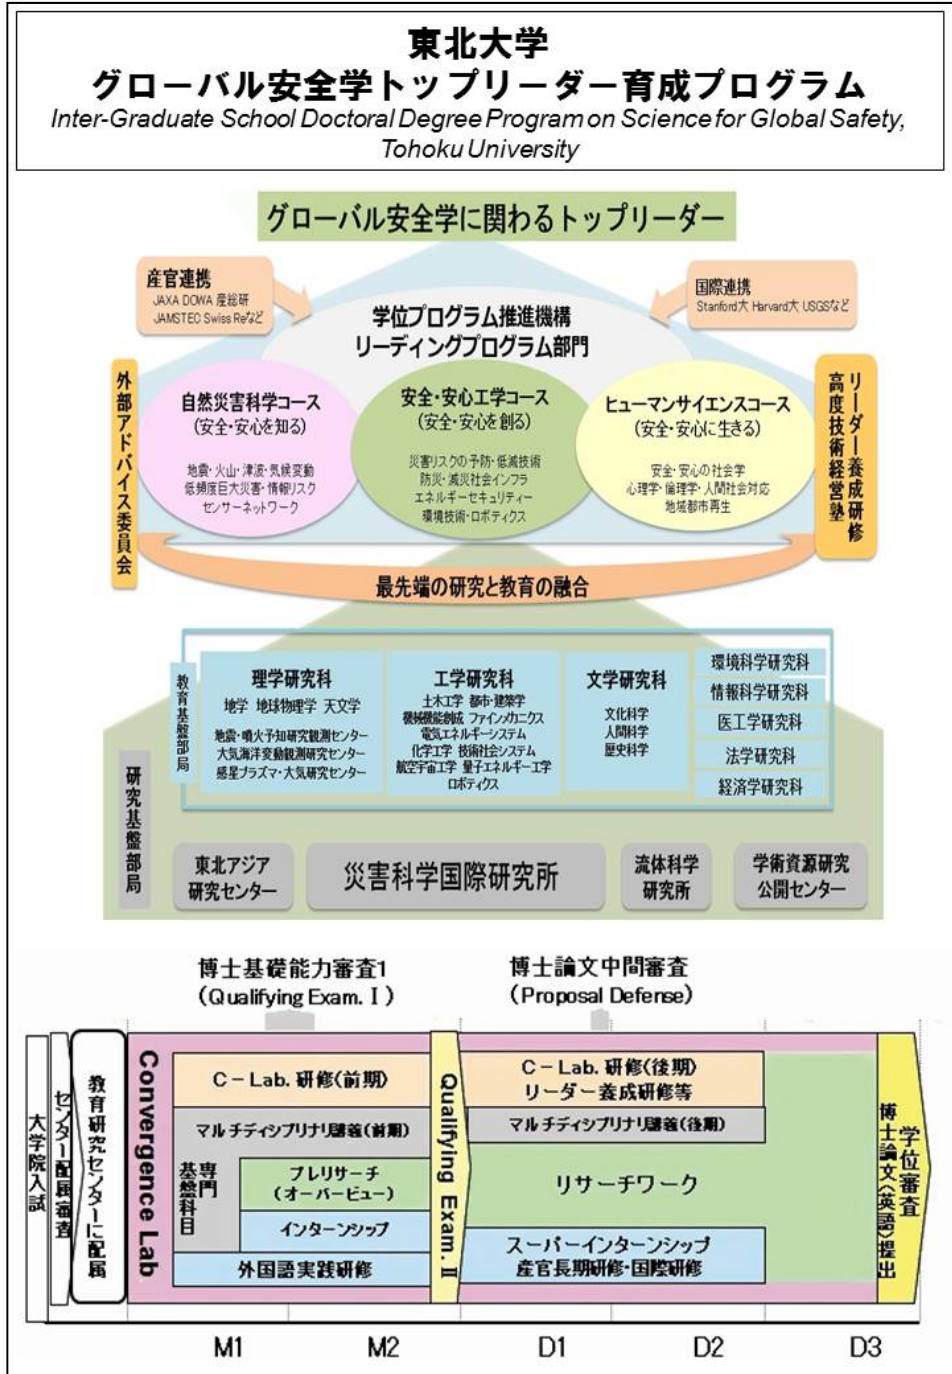 東北大学
グローバル安全学トップリーダー育成プログラム
Inter-Graduate School Doctoral Degree Program on Science for Global Safety,
Tohoku University
グローバル安全学に関わるトップリーダー
産官連携
JAXA DOWA 産総研
JAMSTEC Swiss Reなど
国際連携
Stanford大 Harvard大 USGSなど
学位プログラム推進機構
リーディングプログラム部門
外部アドバイス委員会
自然災害科学コース
(安全・安心を知る)
地震・火山・津波・気候変動
低頻度巨大災害・情報リスク
センサーネットワーク
安全・安心工学コース
(安全・安心を創る)
災害リスクの予防・低減技術
防災・減災社会インフラ
エネルギーセキュリティー
環境技術・ロボティクス
ヒューマンサイエンスコース
(安全・安心に生きる)
安全・安心の社会学
心理学・倫理学・人間社会対応
地域都市再生
リーダー養成研修
高度技術経営塾
最先端の研究と教育の融合
教育基盤部局
理学研究科
地学 地球物理学 天文学
地震・噴火予知研究観測センター
大気海洋変動観測研究センター
惑星プラズマ・大気研究センター
工学研究科
土木工学 都市・建築学
機械機能創成 ファインメカニクス
電気エネルギーシステム
化学工学 技術社会システム
航空宇宙工学 量子エネルギー工学
ロボティクス
文学研究科
文化科学
人間科学
歴史科学
環境科学研究科
情報科学研究科
医工学研究科
法学研究科
経済学研究科
研究基盤部局
東北アジア
研究センター
災害科学国際研究所
流体科学
研究所
学術資源研究
公開センター
博士基礎能力審査1
(Qualifying Exam. I)
博士論文中間審査
(Proposal Defense)
大学院入試
センター配属審査
教育研究センターに配属
Convergence Lab
C-Lab. 研修(前期)
マルチディシプリナリ講義(前期)
専門
基盤科目
プレリサーチ
(オーバービュー)
インターンシップ
外国語実践研修
Qualifying Exam. II
C-Lab. 研修(後期)
リーダー養成研修等
マルチディシプリナリ講義(後期)
リサーチワーク
スーパーインターンシップ
産官長期研修・国際研修
学位審査
博士論文(英語)提出
M1 M2 D1 D2 D3